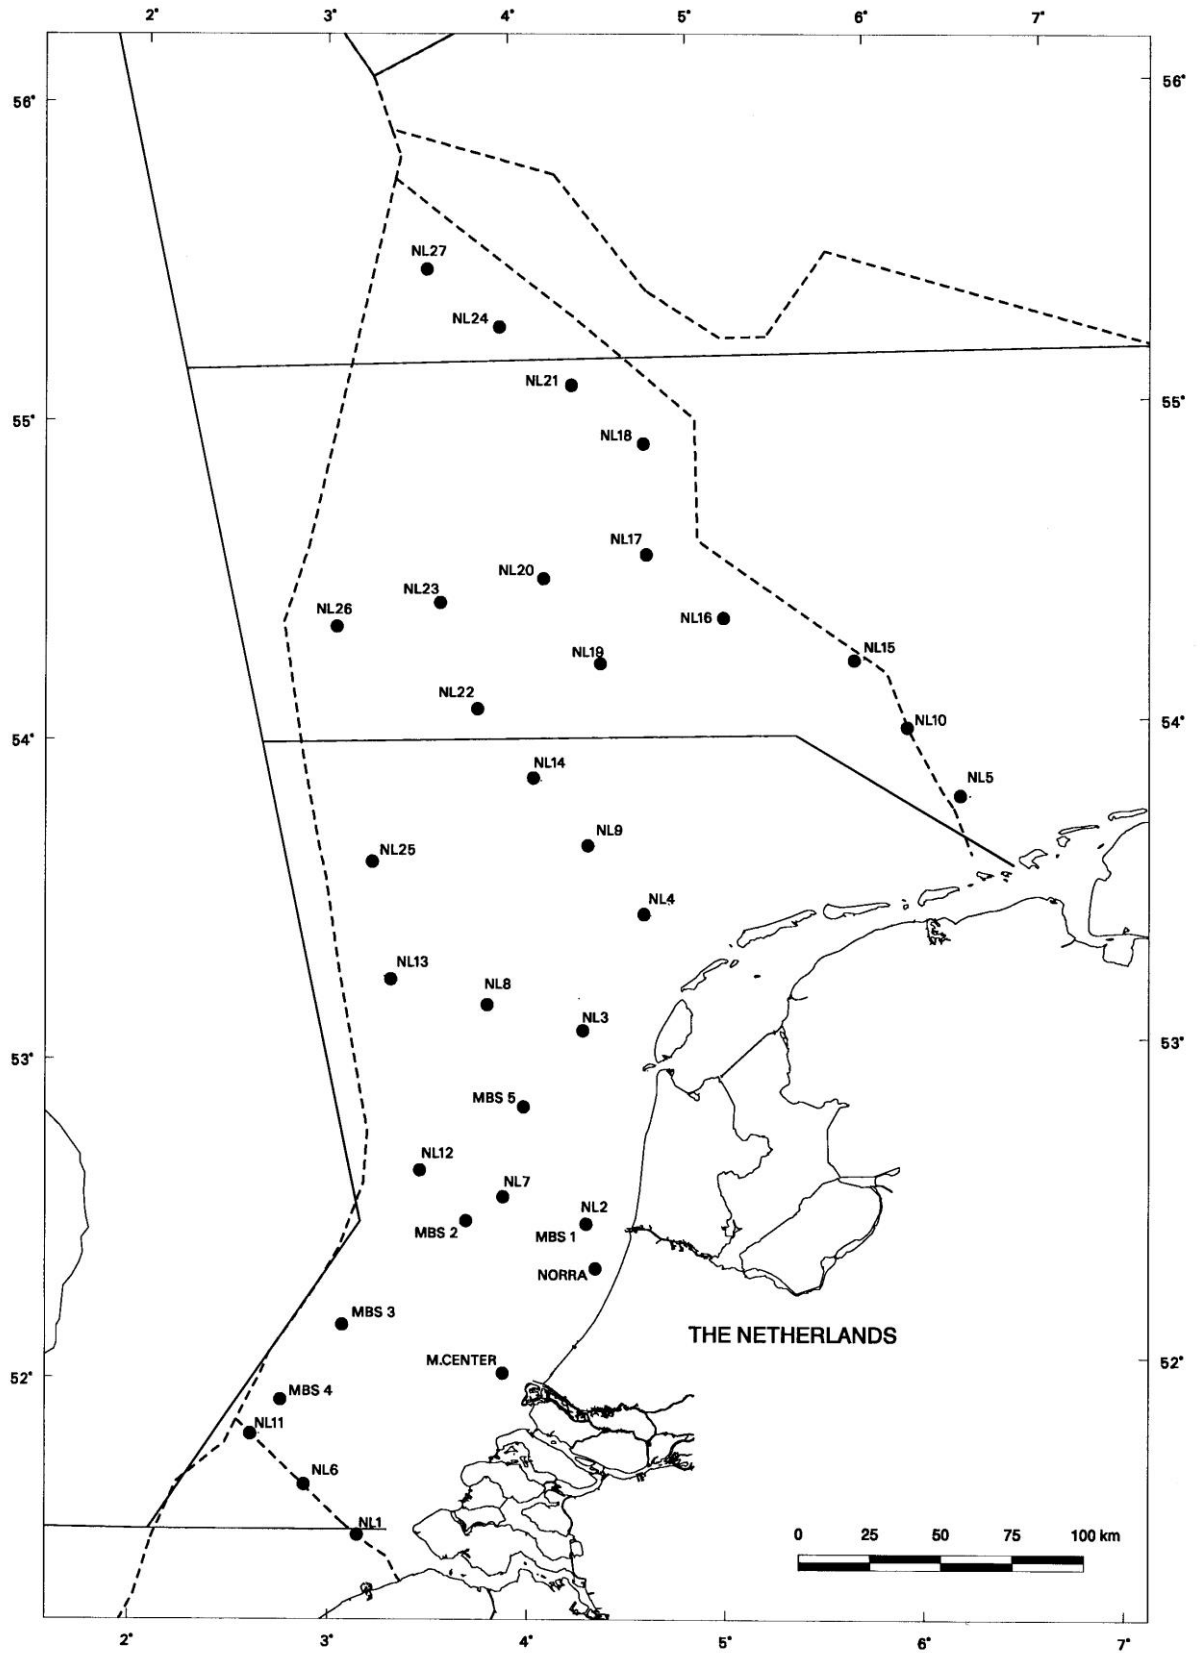 2° 3° 4° 5° 6° 7°
56° 56°
NL27
NL24
NL21
55° 55°
NL18
NL17
NL20
NL23
NL26
NL16
NL15
NL19
NL22
NL10
54° 54°
NL14
NL5
NL9
NL25
NL4
NL13
NL8
NL3
53° 53°
MBS 5
NL12
NL7
NL2
MBS 2
MBS 1
NORRA
MBS 3
THE NETHERLANDS
M.CENTER
52° 52°
MBS 4
NL11
NL6
NL1
0 25 50 75 100 km
2° 3° 4° 5° 6° 7°